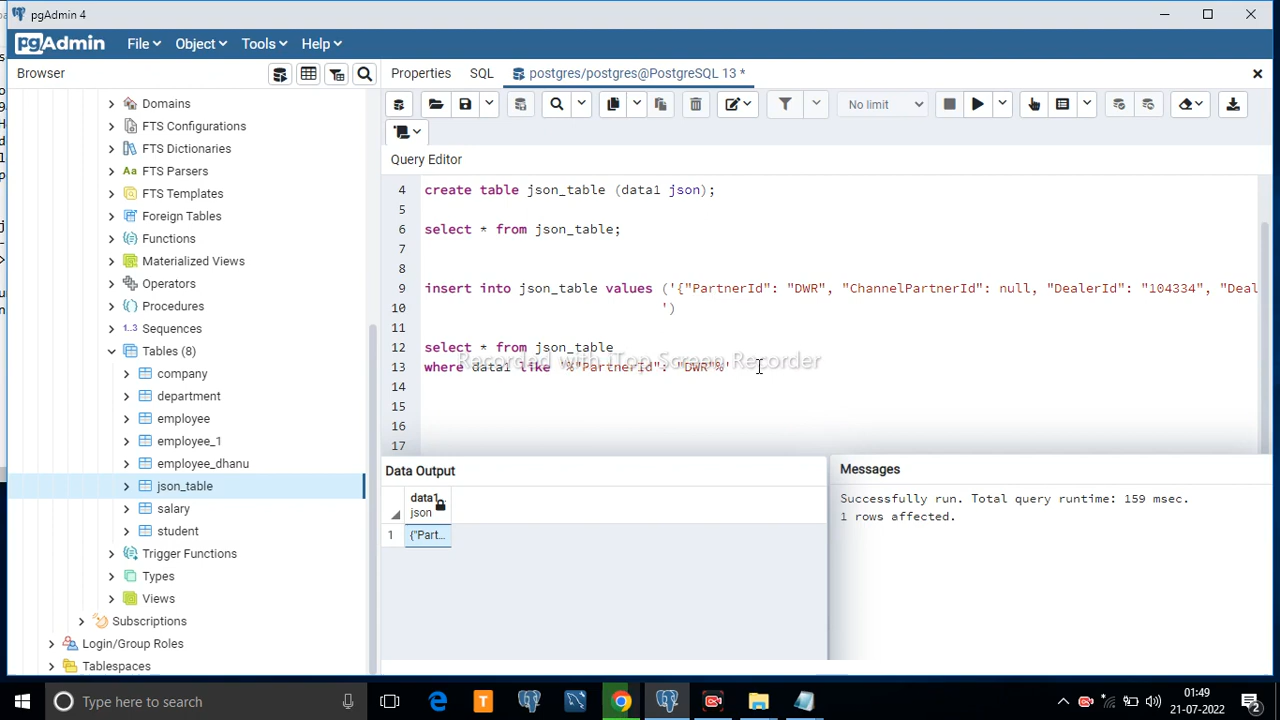 pgAdmin 4
pgAdmin File Object Tools Help
Browser
Properties SQL postgres/postgres@PostgreSQL 13 *
No limit
Domains
FTS Configurations
FTS Dictionaries
FTS Parsers
FTS Templates
Foreign Tables
Functions
Materialized Views
Operators
Procedures
Sequences
Tables (8)
company
department
employee
employee_1
employee_dhanu
json_table
salary
student
Trigger Functions
Types
Views
Subscriptions
Login/Group Roles
Tablespaces
Query Editor
4 create table json_table (data1 json);
5
6 select * from json_table;
7
8
9 insert into json_table values ('{"PartnerId": "DWR", "ChannelPartnerId": null, "DealerId": "104334", "Deal
10 ')
11
12 select * from json_table
Recorded with iTop Screen Recorder
13 where data1 like '%"PartnerId": "DWR"%'
14
15
16
17
Data Output
data1
json
1 {"Part...
Messages
Successfully run. Total query runtime: 159 msec.
1 rows affected.
Type here to search
01:49
21-07-2022
2